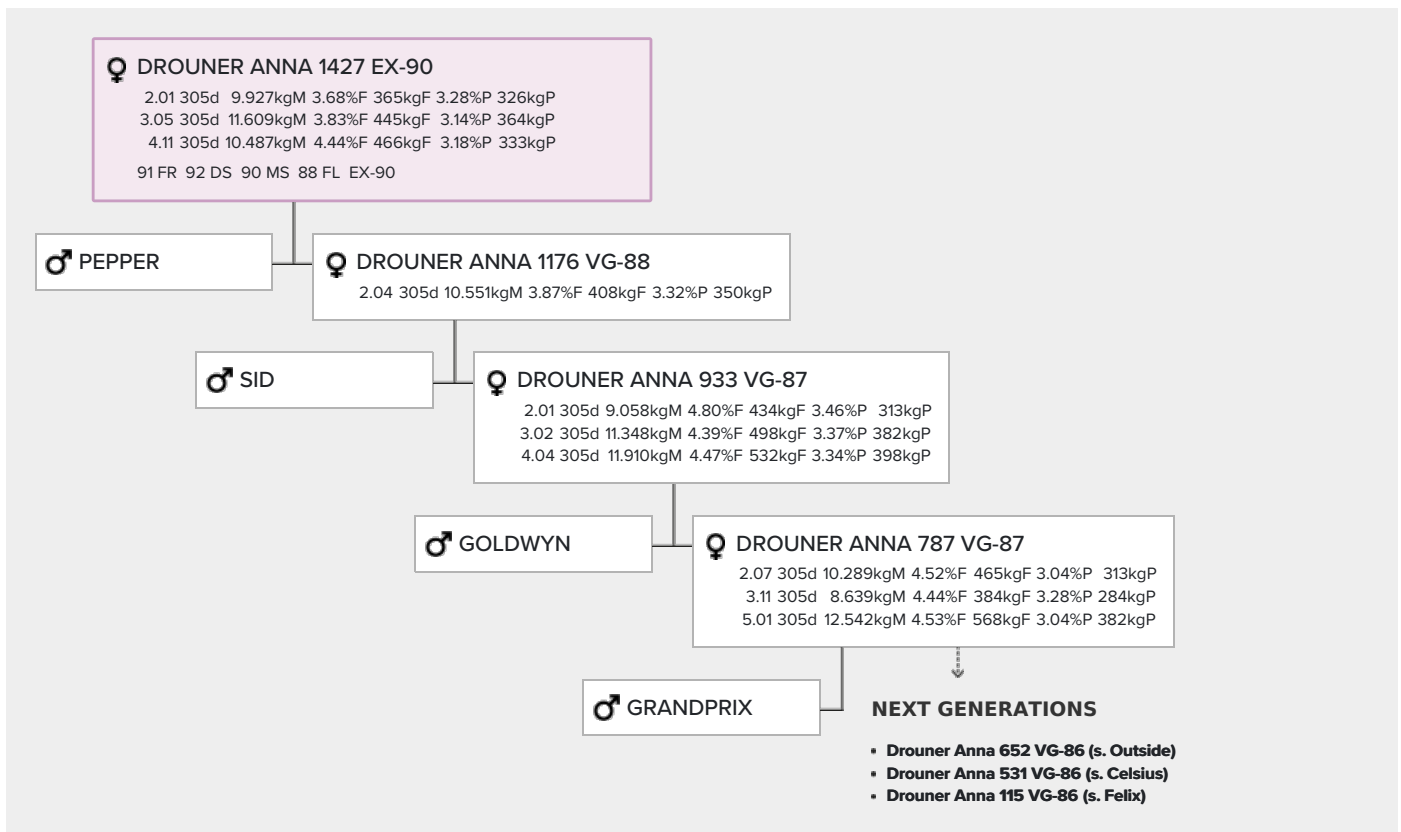 DROUNER ANNA 1427 EX-90
2.01 305d 9.927kgM 3.68%F 365kgF 3.28%P 326kgP
3.05 305d 11.609kgM 3.83%F 445kgF 3.14%P 364kgP
4.11 305d 10.487kgM 4.44%F 466kgF 3.18%P 333kgP
91 FR 92 DS 90 MS 88 FL EX-90
PEPPER
DROUNER ANNA 1176 VG-88
2.04 305d 10.551kgM 3.87%F 408kgF 3.32%P 350kgP
SID
DROUNER ANNA 933 VG-87
2.01 305d 9.058kgM 4.80%F 434kgF 3.46%P 313kgP
3.02 305d 11.348kgM 4.39%F 498kgF 3.37%P 382kgP
4.04 305d 11.910kgM 4.47%F 532kgF 3.34%P 398kgP
GOLDWYN
DROUNER ANNA 787 VG-87
2.07 305d 10.289kgM 4.52%F 465kgF 3.04%P 313kgP
3.11 305d 8.639kgM 4.44%F 384kgF 3.28%P 284kgP
5.01 305d 12.542kgM 4.53%F 568kgF 3.04%P 382kgP
GRANDPRIX
NEXT GENERATIONS
▪ Drouner Anna 652 VG-86 (s. Outside)
▪ Drouner Anna 531 VG-86 (s. Celsius)
▪ Drouner Anna 115 VG-86 (s. Felix)